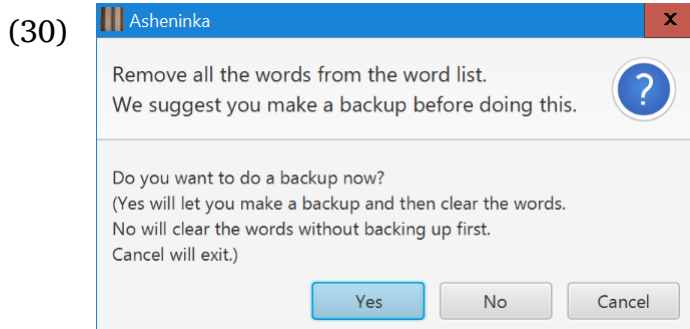 (30)
Asheninka
X
Remove all the words from the word list.
We suggest you make a backup before doing this.
?
Do you want to do a backup now?
(Yes will let you make a backup and then clear the words.
No will clear the words without backing up first.
Cancel will exit.)
Yes No Cancel